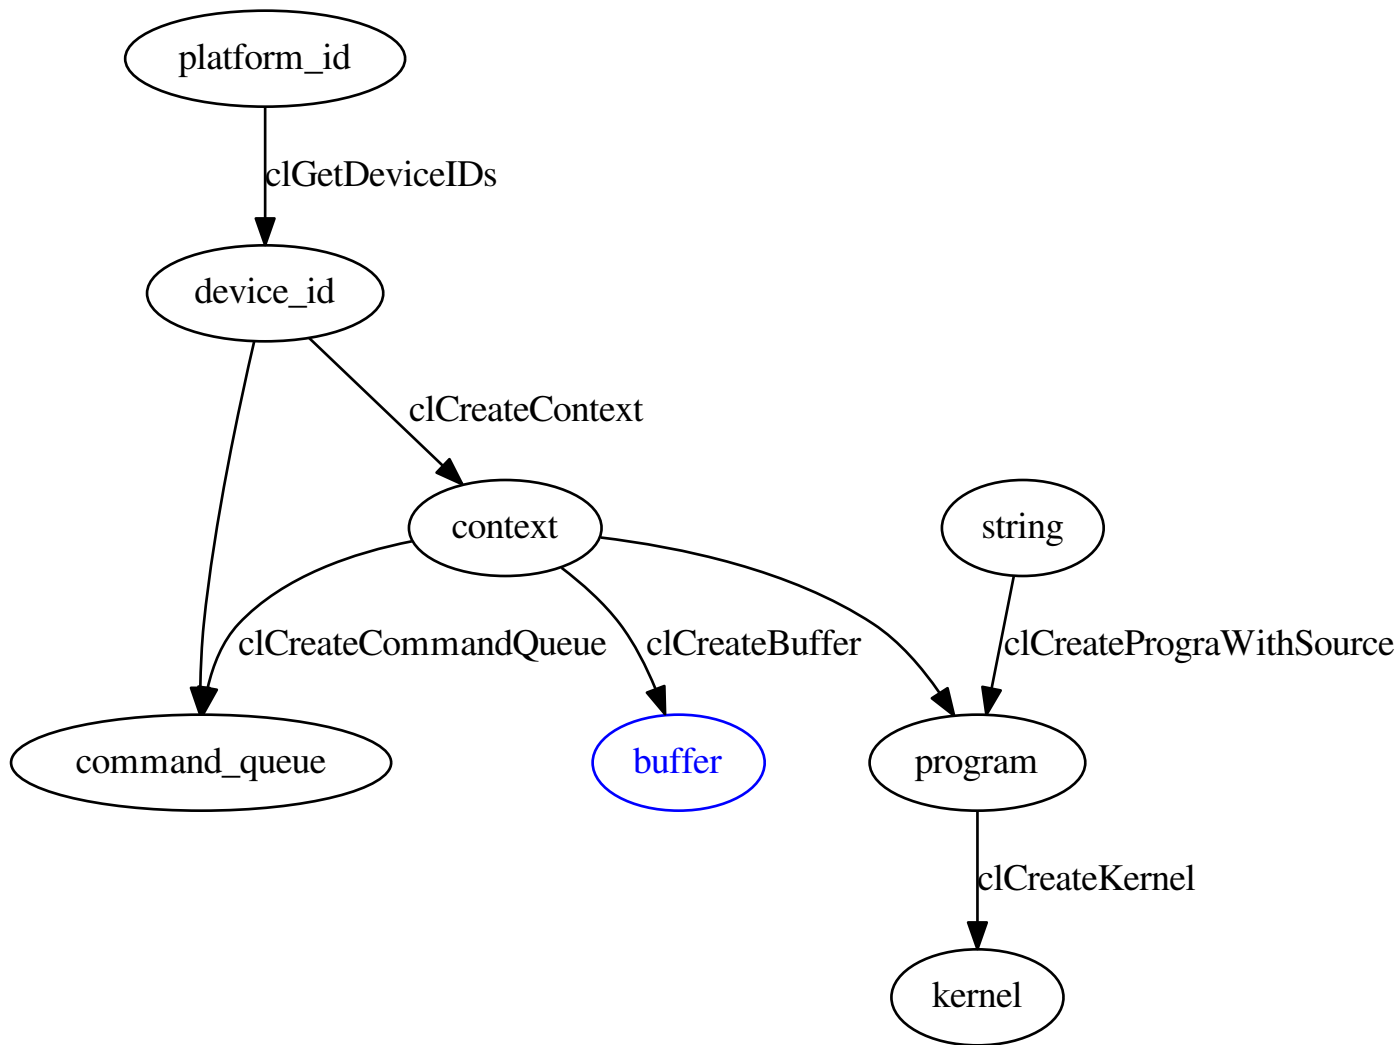 platform_id
clGetDeviceIDs
device_id
clCreateContext
context
string
clCreateCommandQueue
clCreateBuffer
clCreatePrograWithSource
command_queue
buffer
program
clCreateKernel
kernel